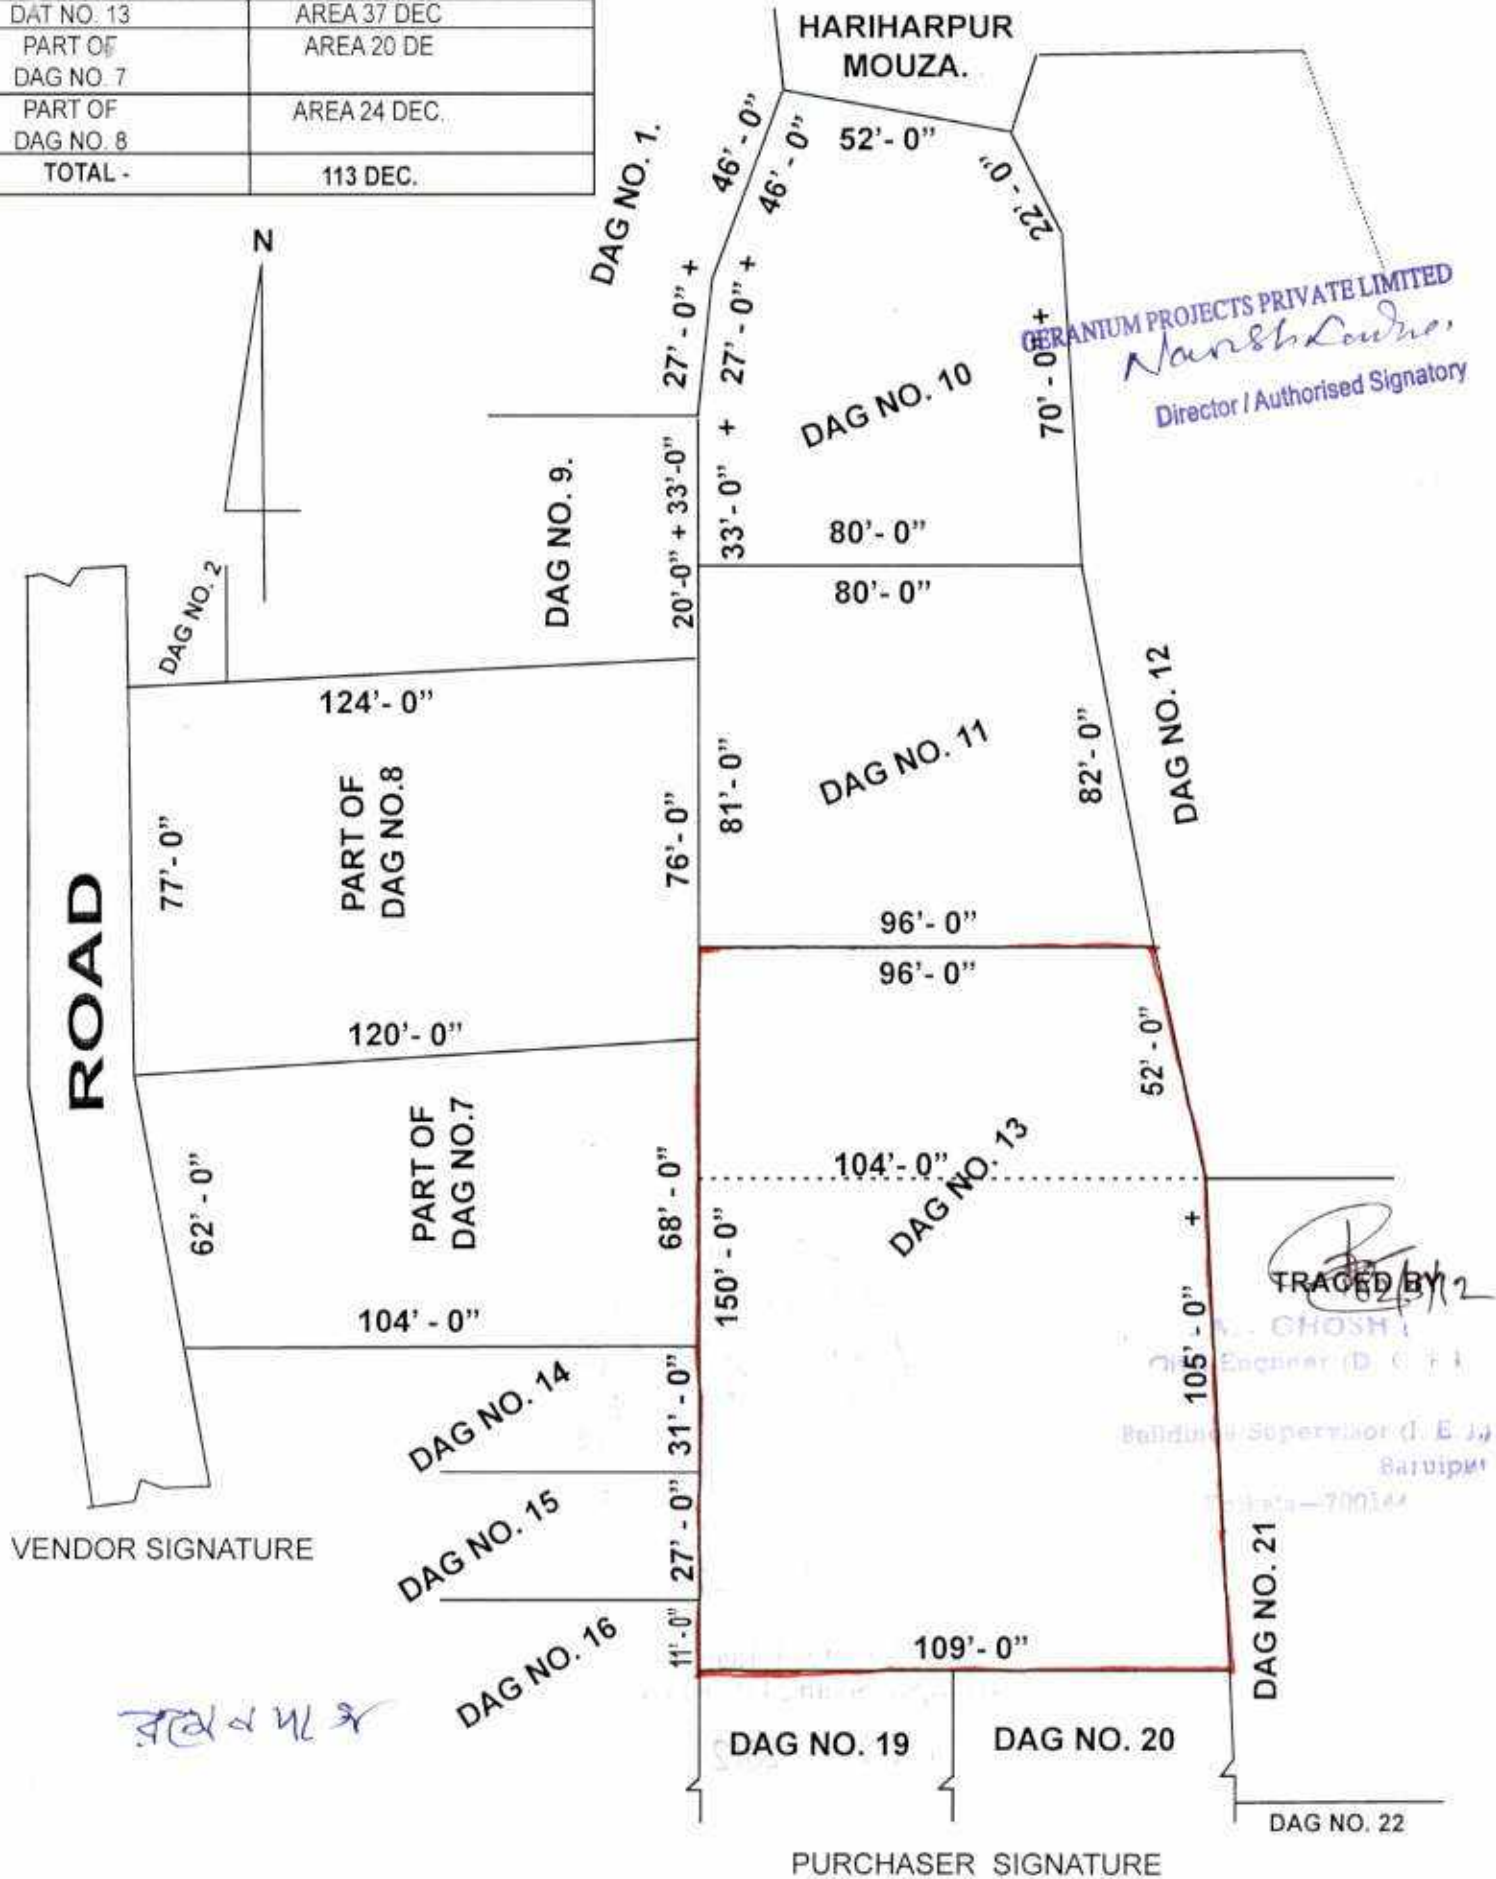 DAT NO. 13 AREA 37 DEC
PART OF AREA 20 DE
DAG NO. 7
PART OF AREA 24 DEC.
DAG NO. 8
TOTAL - 113 DEC.
HARIHARPUR
MOUZA.
N
DAG NO. 1.
46'- 0"
46'- 0"
52'- 0"
22'- 0"
27'- 0" +
27'- 0" +
70'- 0" +
GERANIUM PROJECTS PRIVATE LIMITED
Director / Authorised Signatory
DAG NO. 10
DAG NO. 9.
20'-0" + 33'-0"
33'- 0" +
80'- 0"
80'- 0"
DAG NO. 2
124'- 0"
DAG NO. 12
PART OF
DAG NO.8
77'- 0"
76'- 0"
81'- 0"
DAG NO. 11
82'- 0"
ROAD
96'- 0"
96'- 0"
120'- 0"
52' - 0"
PART OF
DAG NO.7
62' - 0"
68' - 0"
104'- 0"
DAG NO. 13
150' - 0"
105' - 0" +
104' - 0"
TRACED BY
GHOSH
Buildings Supervisor
Baruipur
DAG NO. 14
31' - 0"
DAG NO. 15
27' - 0"
DAG NO. 16
11'-0"
109'- 0"
DAG NO. 21
VENDOR SIGNATURE
DAG NO. 19
DAG NO. 20
DAG NO. 22
PURCHASER SIGNATURE